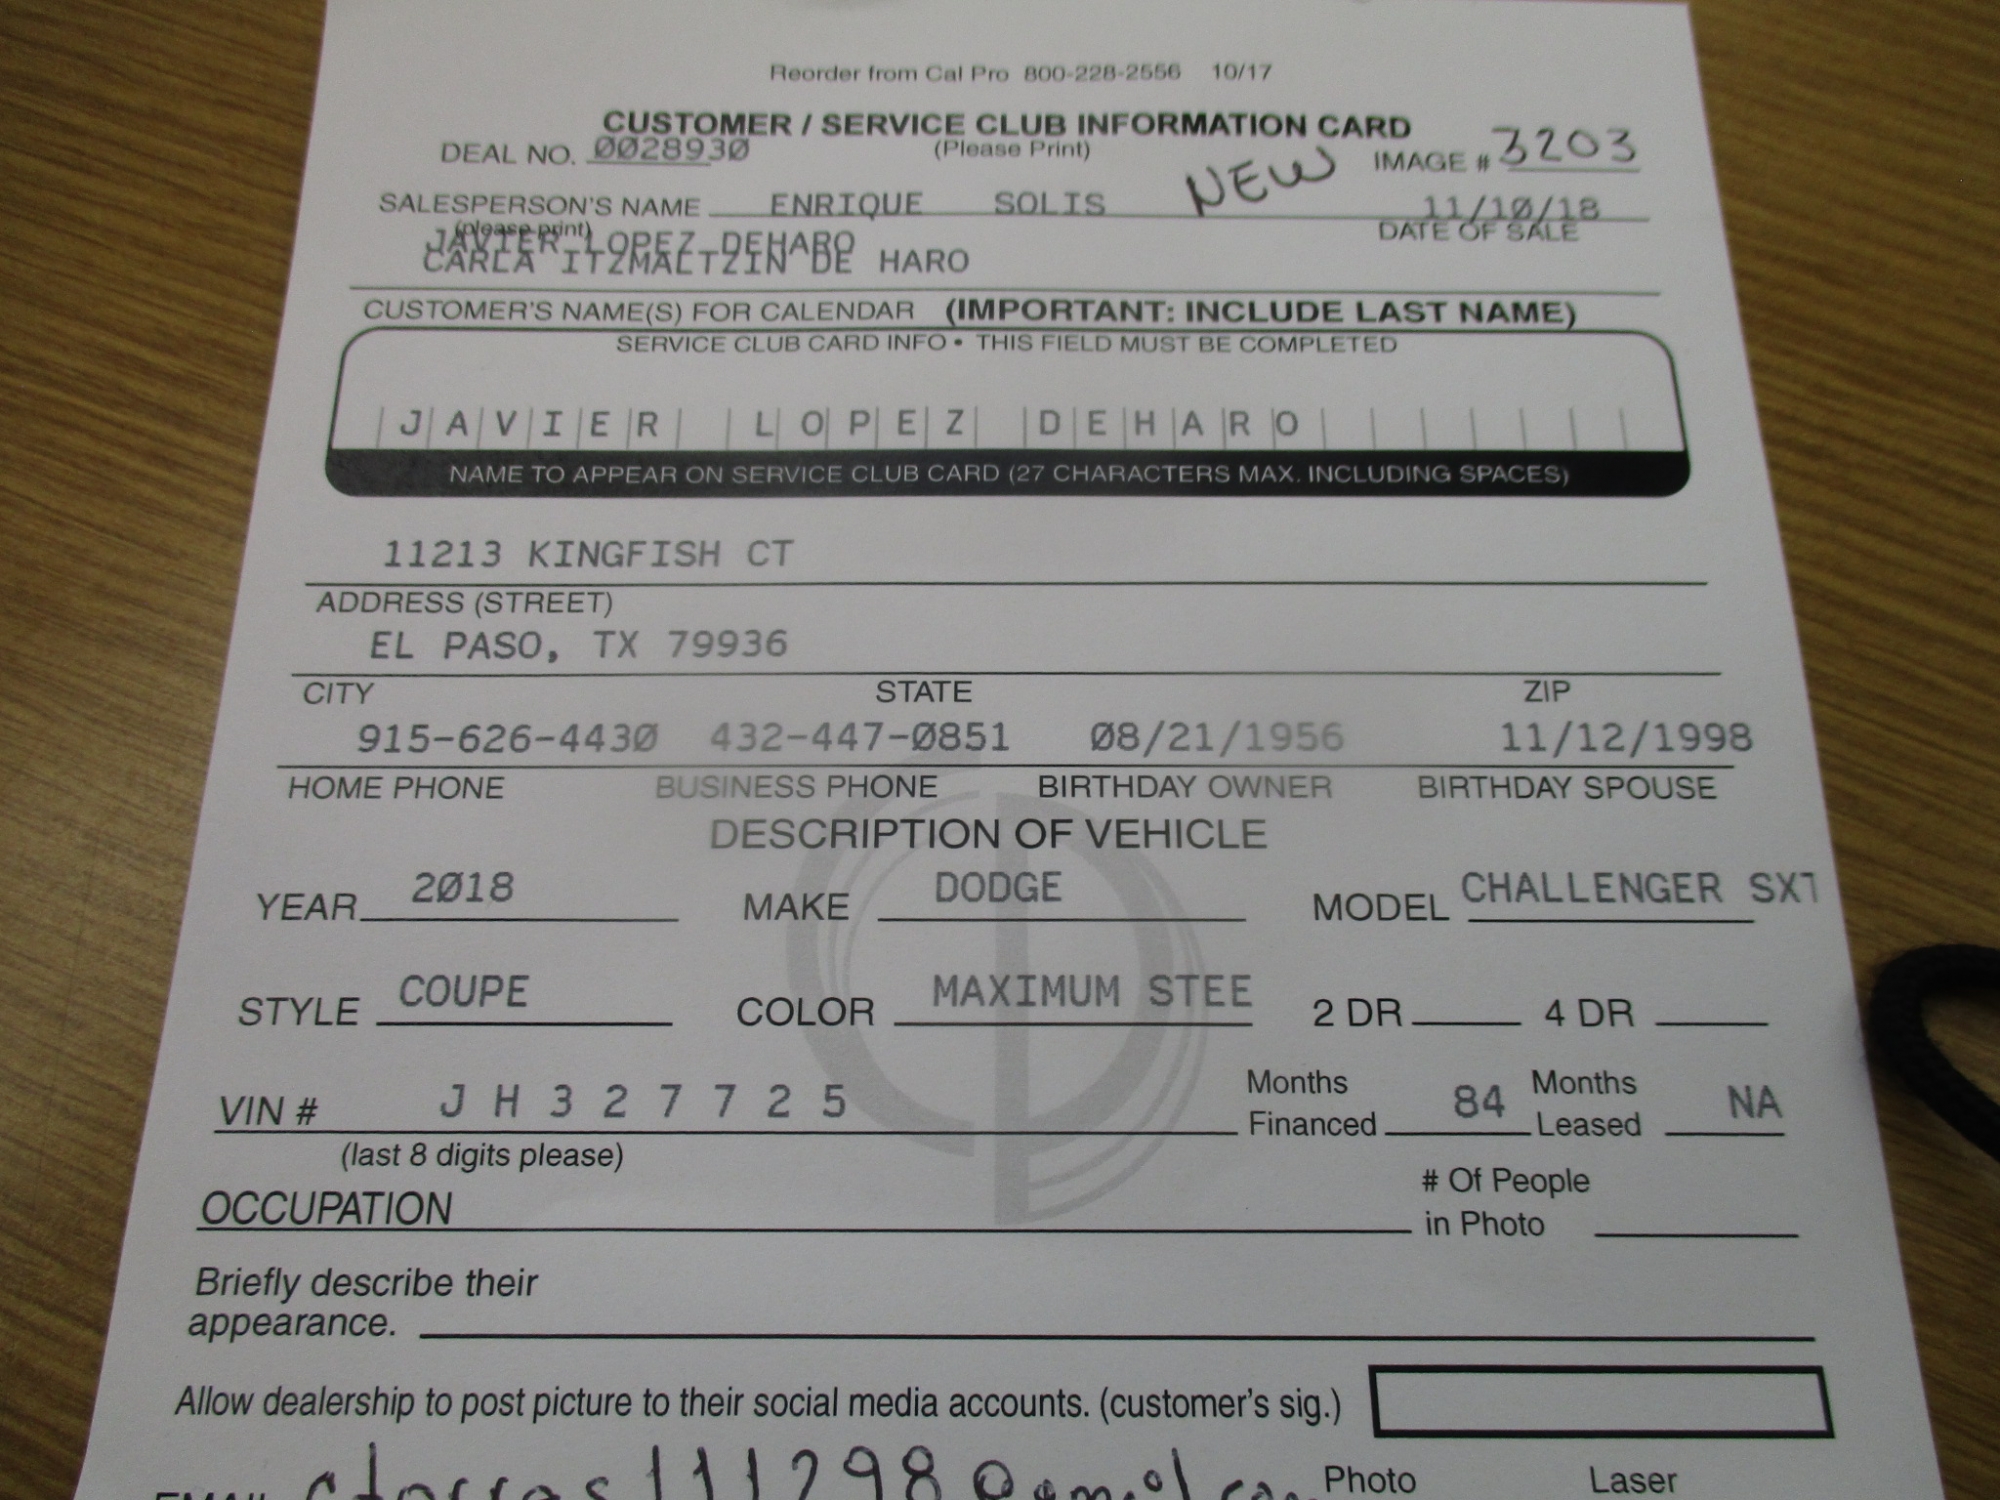 Reorder from Cal Pro 800-228-2556 10/17
CUSTOMER / SERVICE CLUB INFORMATION CARD
DEAL NO. 0028930 (Please Print) NEW IMAGE # 3203
SALESPERSON'S NAME ENRIQUE SOLIS 11/10/18
(please print) DATE OF SALE
JAVIER LOPEZ DEHARO
CARLA ITZMALTZIN DE HARO
CUSTOMER'S NAME(S) FOR CALENDAR (IMPORTANT: INCLUDE LAST NAME)
SERVICE CLUB CARD INFO • THIS FIELD MUST BE COMPLETED
JAVIER LOPEZ DEHARO
NAME TO APPEAR ON SERVICE CLUB CARD (27 CHARACTERS MAX. INCLUDING SPACES)
11213 KINGFISH CT
ADDRESS (STREET)
EL PASO, TX 79936
CITY STATE ZIP
915-626-4430 432-447-0851 08/21/1956 11/12/1998
HOME PHONE BUSINESS PHONE BIRTHDAY OWNER BIRTHDAY SPOUSE
DESCRIPTION OF VEHICLE
YEAR 2018 MAKE DODGE MODEL CHALLENGER SXT
STYLE COUPE COLOR MAXIMUM STEE 2 DR 4 DR
VIN # JH327725 Months Financed 84 Months Leased NA
(last 8 digits please)
OCCUPATION # Of People in Photo
Briefly describe their
appearance.
Allow dealership to post picture to their social media accounts. (customer's sig.)
EMAIL Photo Laser